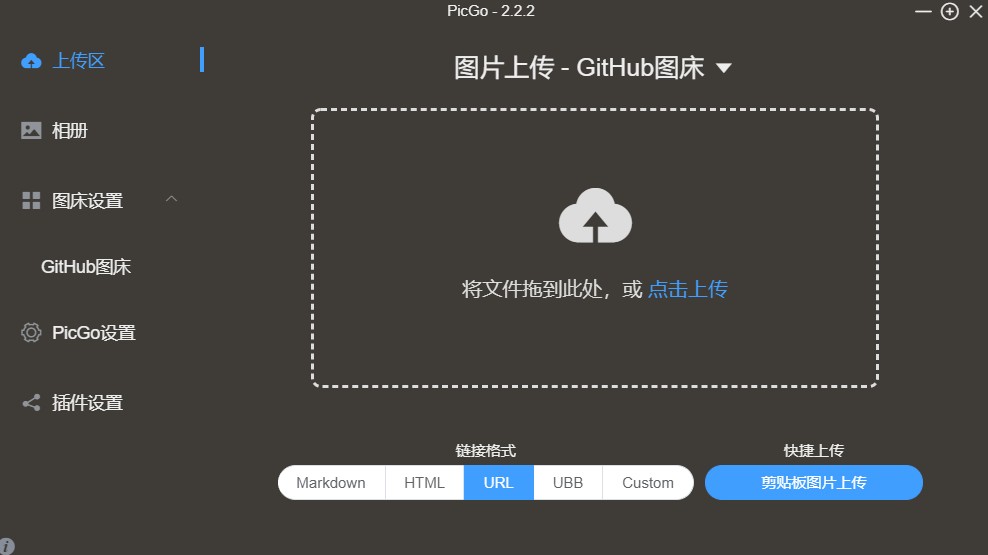 PicGo - 2.2.2
上传区
相册
图床设置
GitHub图床
PicGo设置
插件设置
图片上传 - GitHub图床
将文件拖到此处，或 点击上传
链接格式
Markdown HTML URL UBB Custom
快捷上传
剪贴板图片上传
i